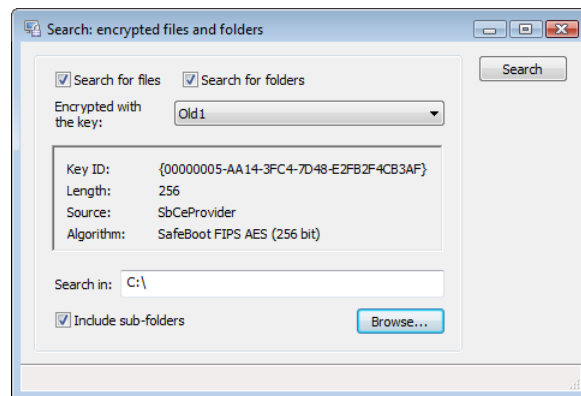 Search: encrypted files and folders
Search for files Search for folders
Search
Encrypted with
the key:
Old1
Key ID: {00000005-AA14-3FC4-7D48-E2FB2F4CB3AF}
Length: 256
Source: SbCeProvider
Algorithm: SafeBoot FIPS AES (256 bit)
Search in: C:\
Include sub-folders
Browse...